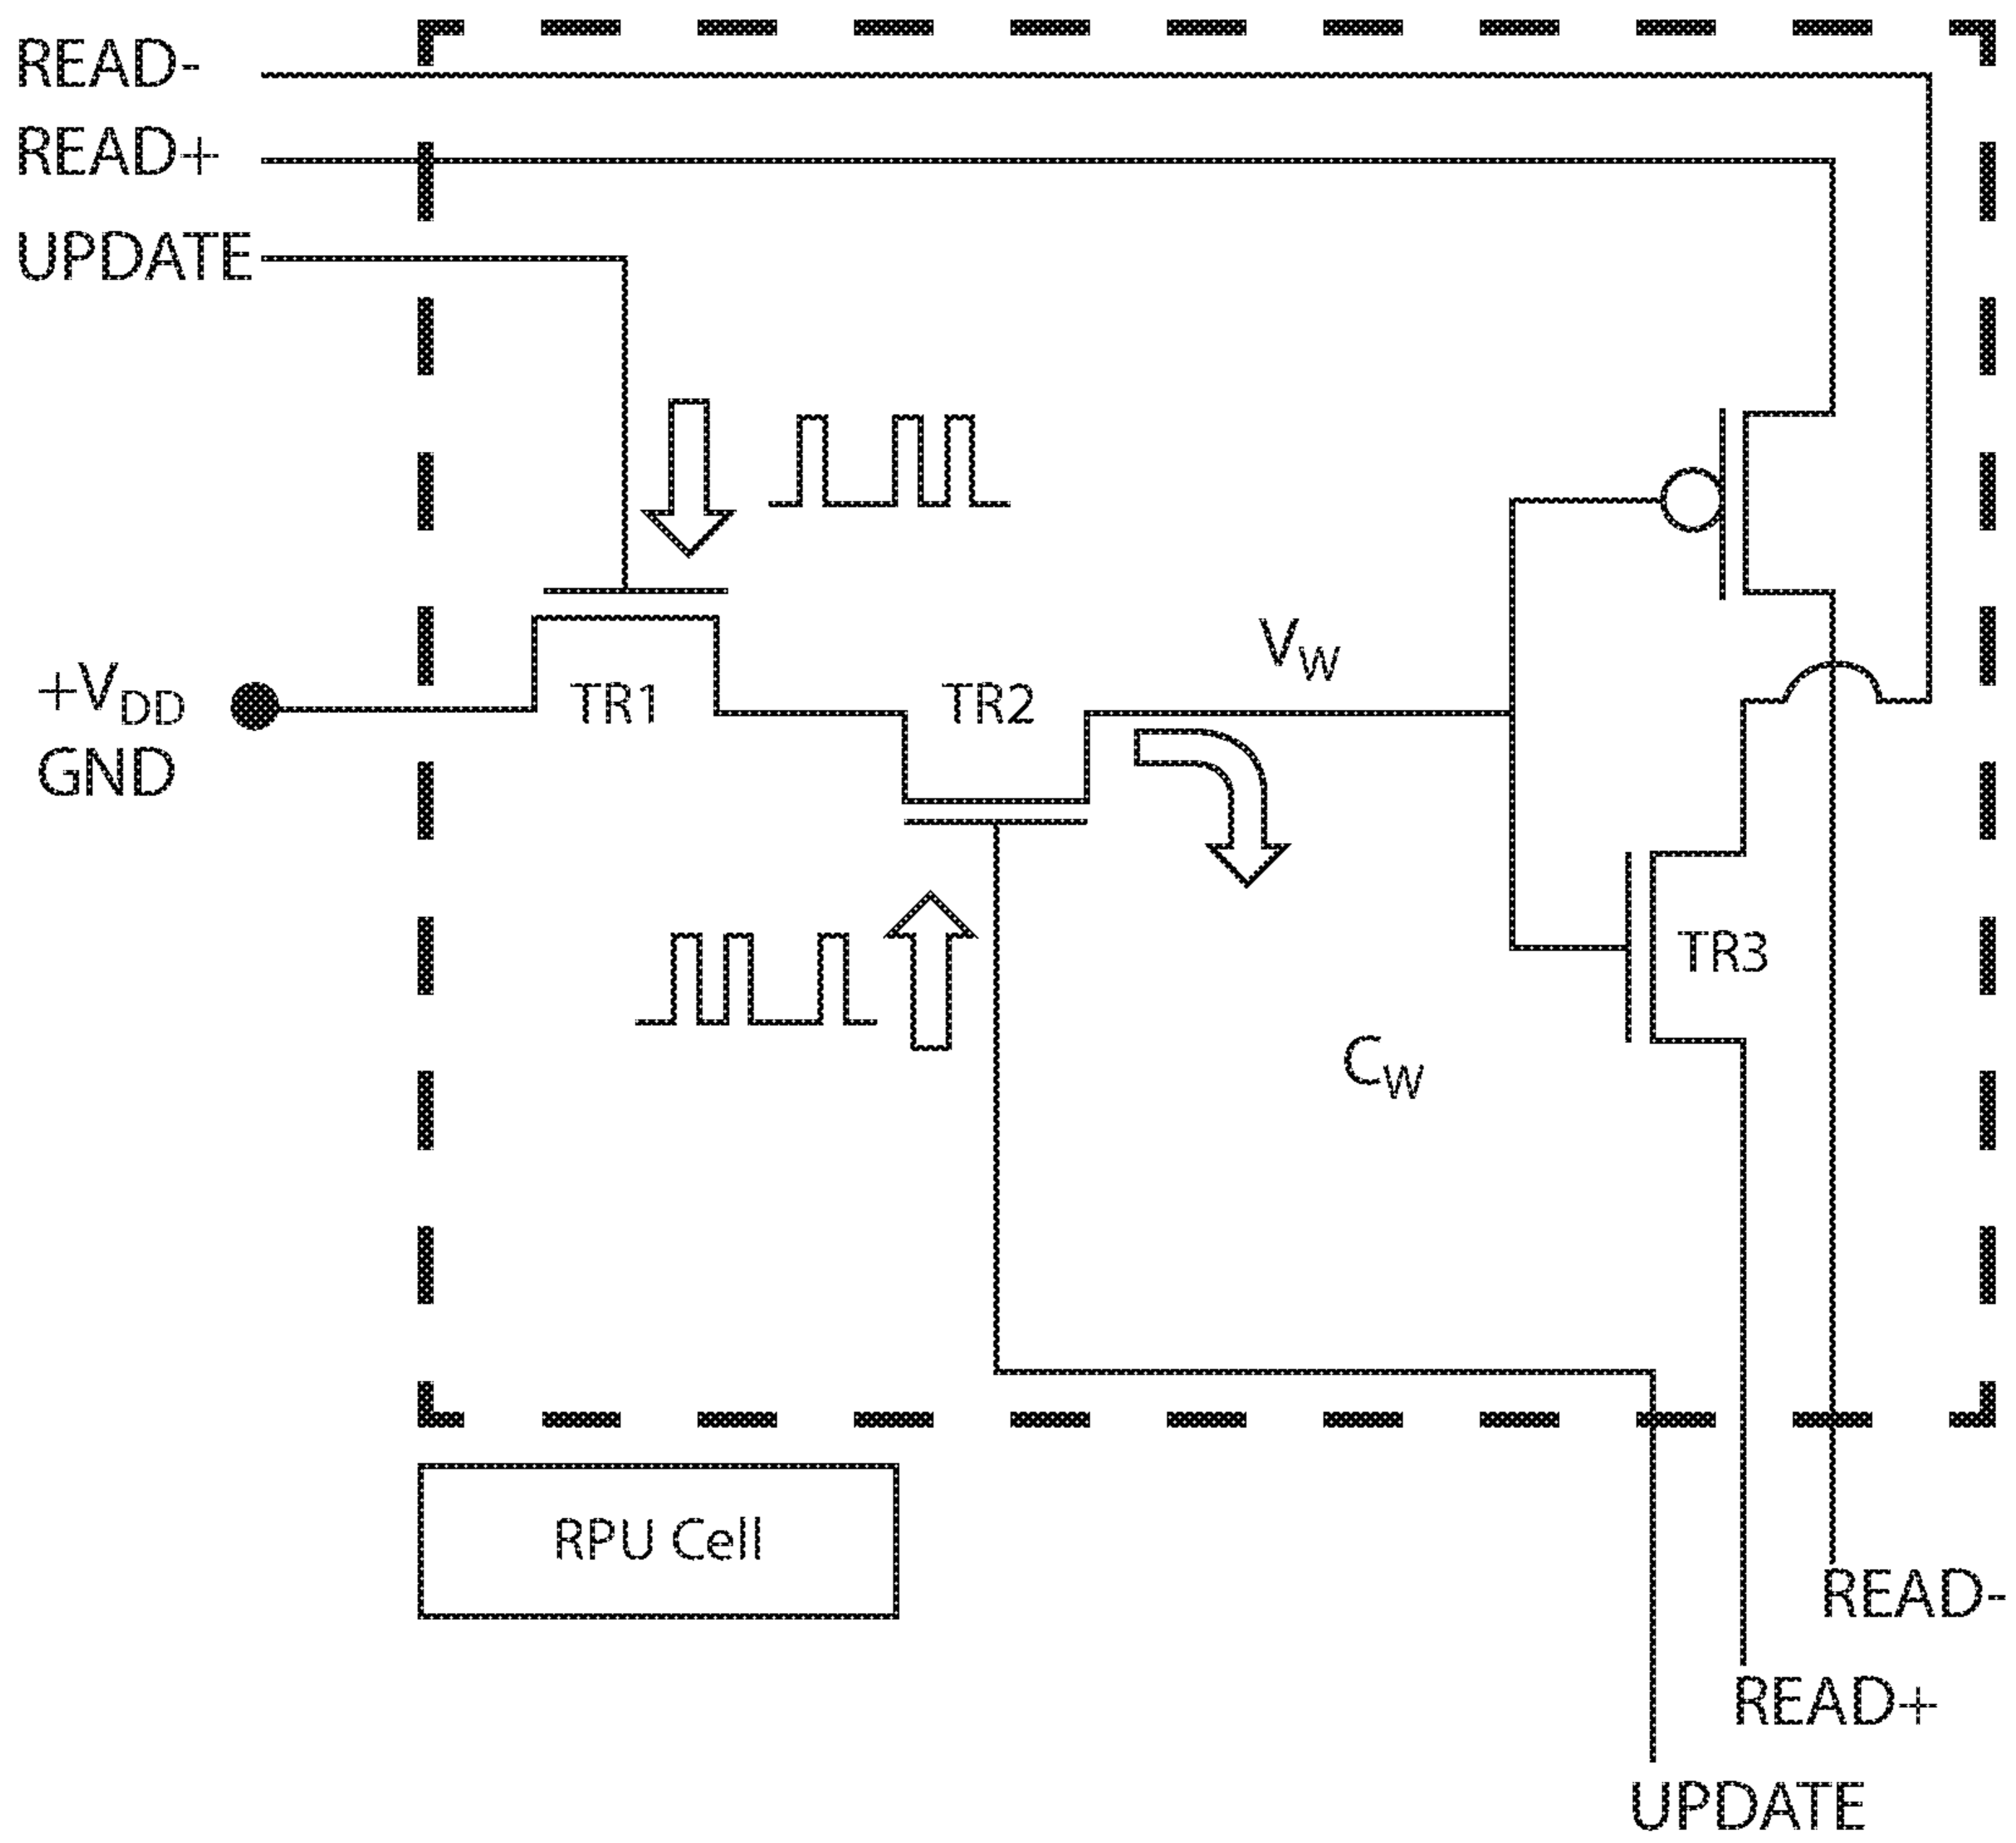 READ-
READ+
UPDATE
+VDD
GND
TR1
TR2
VW
TR3
CW
RPU Cell
READ-
READ+
UPDATE